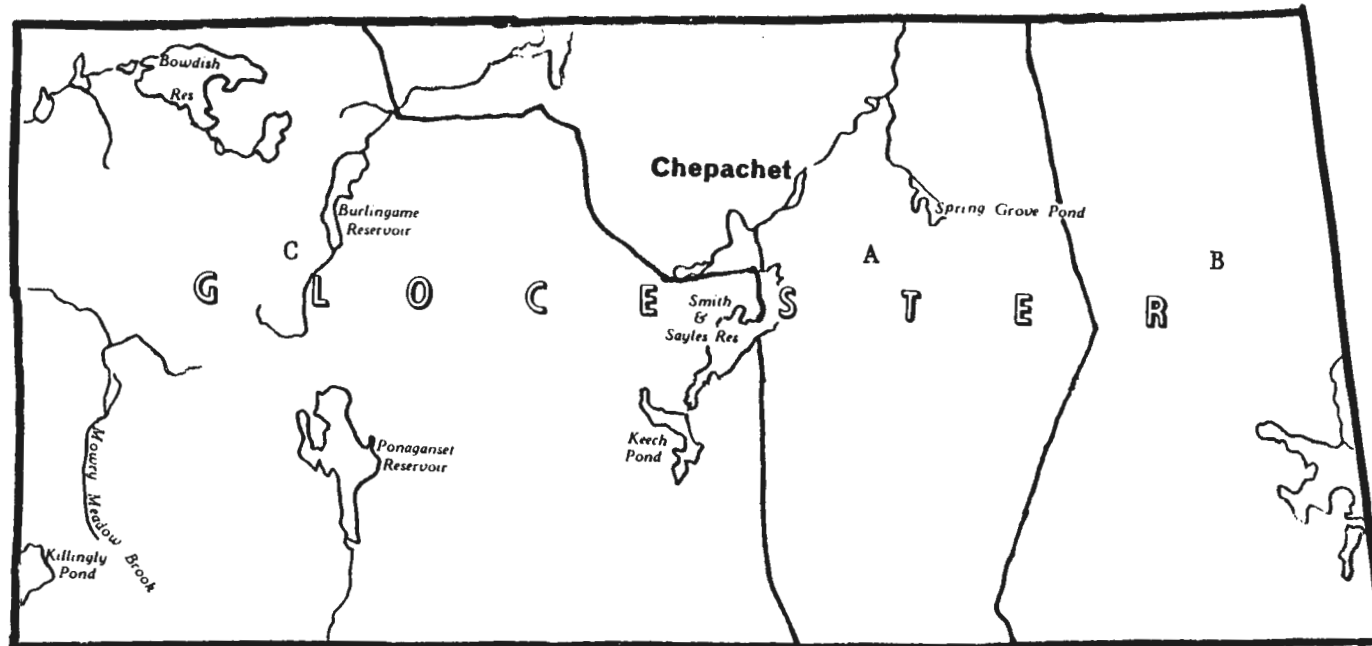 Bowdish
Res
Chepachet
Burlingame
Reservoir
Spring Grove Pond
C
A
B
G L O C E S T E R
Smith
&
Sayles Res
Keech
Pond
Ponaganset
Reservoir
Mowry Meadow Brook
Killingly
Pond